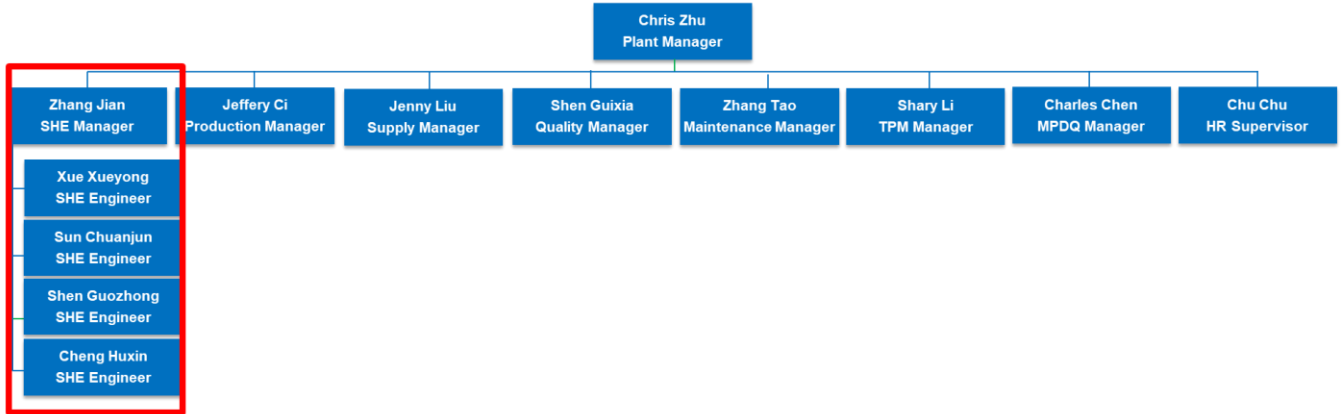 Chris Zhu
Plant Manager
Zhang Jian
SHE Manager
Jeffery Ci
Production Manager
Jenny Liu
Supply Manager
Shen Guixia
Quality Manager
Zhang Tao
Maintenance Manager
Shary Li
TPM Manager
Charles Chen
MPDQ Manager
Chu Chu
HR Supervisor
Xue Xueyong
SHE Engineer
Sun Chuanjun
SHE Engineer
Shen Guozhong
SHE Engineer
Cheng Huxin
SHE Engineer